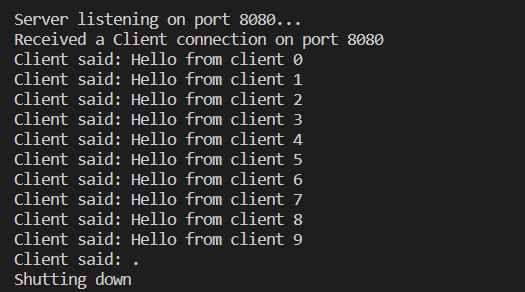 Server listening on port 8080...
Received a Client connection on port 8080
Client said: Hello from client 0
Client said: Hello from client 1
Client said: Hello from client 2
Client said: Hello from client 3
Client said: Hello from client 4
Client said: Hello from client 5
Client said: Hello from client 6
Client said: Hello from client 7
Client said: Hello from client 8
Client said: Hello from client 9
Client said: .
Shutting down